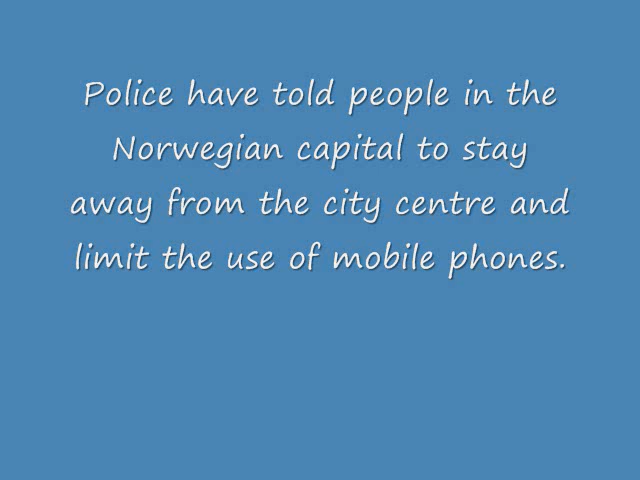 Police have told people in the
Norwegian capital to stay
away from the city centre and
limit the use of mobile phones.